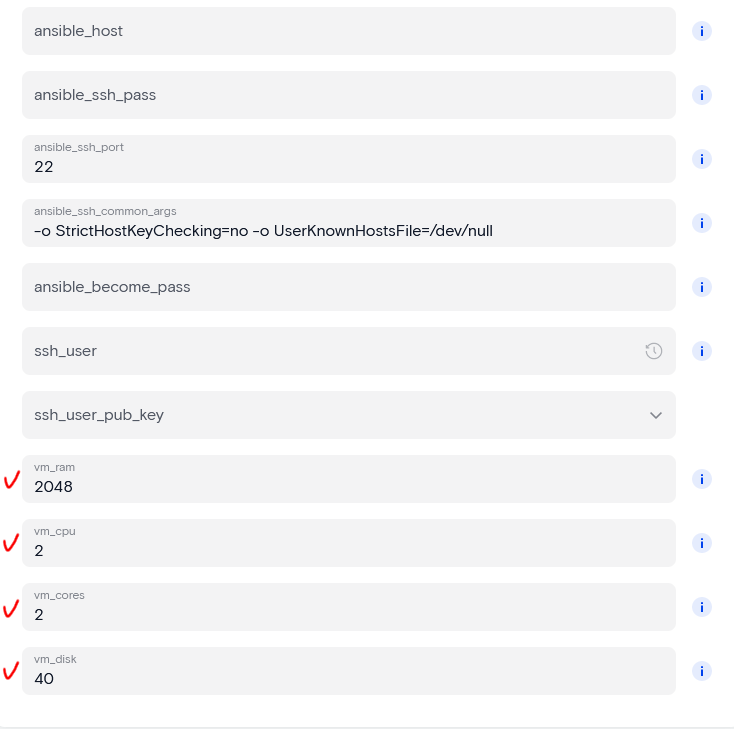 ansible_host
ansible_ssh_pass
ansible_ssh_port
22
ansible_ssh_common_args
-o StrictHostKeyChecking=no -o UserKnownHostsFile=/dev/null
ansible_become_pass
ssh_user
ssh_user_pub_key
vm_ram
2048
vm_cpu
2
vm_cores
2
vm_disk
40